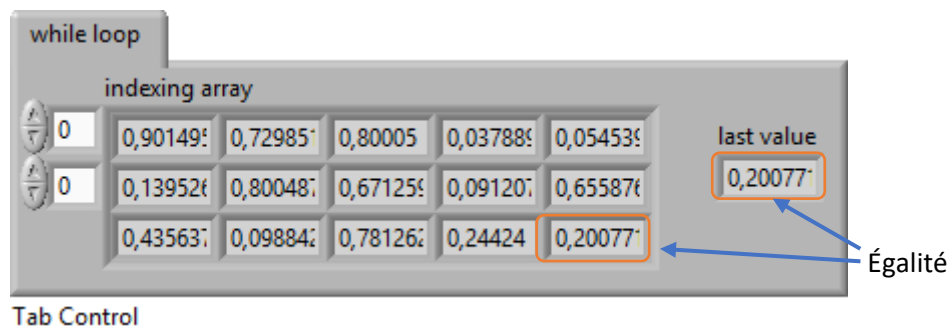 while loop
indexing array
0 0,901495 0,729851 0,80005 0,037889 0,054539 last value
0 0,139526 0,800487 0,671259 0,091207 0,655876 0,200771
0,435637 0,098842 0,781262 0,24424 0,200771
Égalité
Tab Control